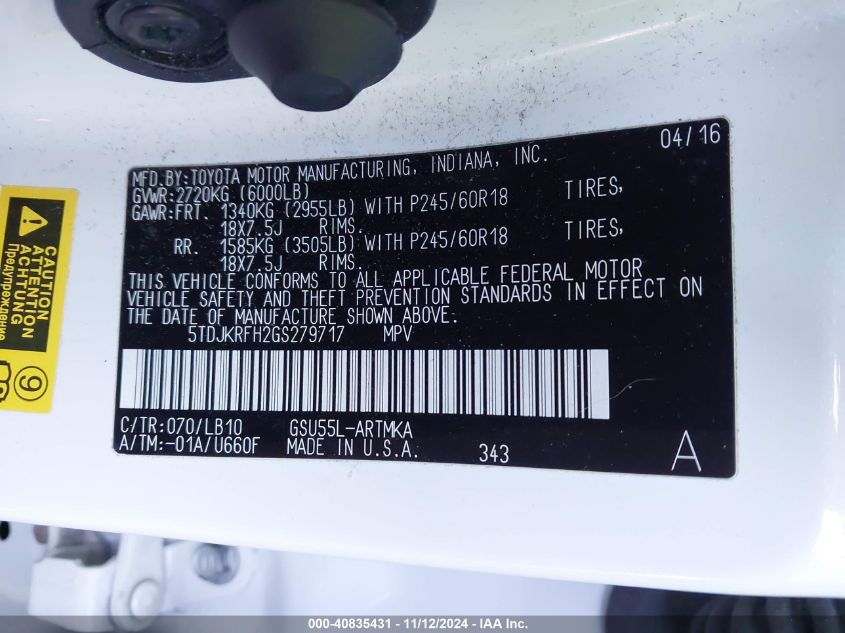 04/16
MFD.BY:TOYOTA MOTOR MANUFACTURING, INDIANA, INC.
GVWR:2720KG (6000LB)
GAWR:FRT. 1340KG (2955LB) WITH P245/60R18 TIRES,
18X7.5J RIMS.
RR. 1585KG (3505LB) WITH P245/60R18 TIRES,
18X7.5J RIMS.
THIS VEHICLE CONFORMS TO ALL APPLICABLE FEDERAL MOTOR
VEHICLE SAFETY AND THEFT PREVENTION STANDARDS IN EFFECT ON
THE DATE OF MANUFACTURE SHOWN ABOVE.
5TDJKRFH2GS279717 MPV
C/TR:070/LB10 GSU55L-ARTMKA
A/TM:-01A/U660F MADE IN U.S.A. 343 A
CAUTION
ATTENTION
ACHTUNG
Предупреждение
9
000-40835431 - 11/12/2024 - IAA Inc.